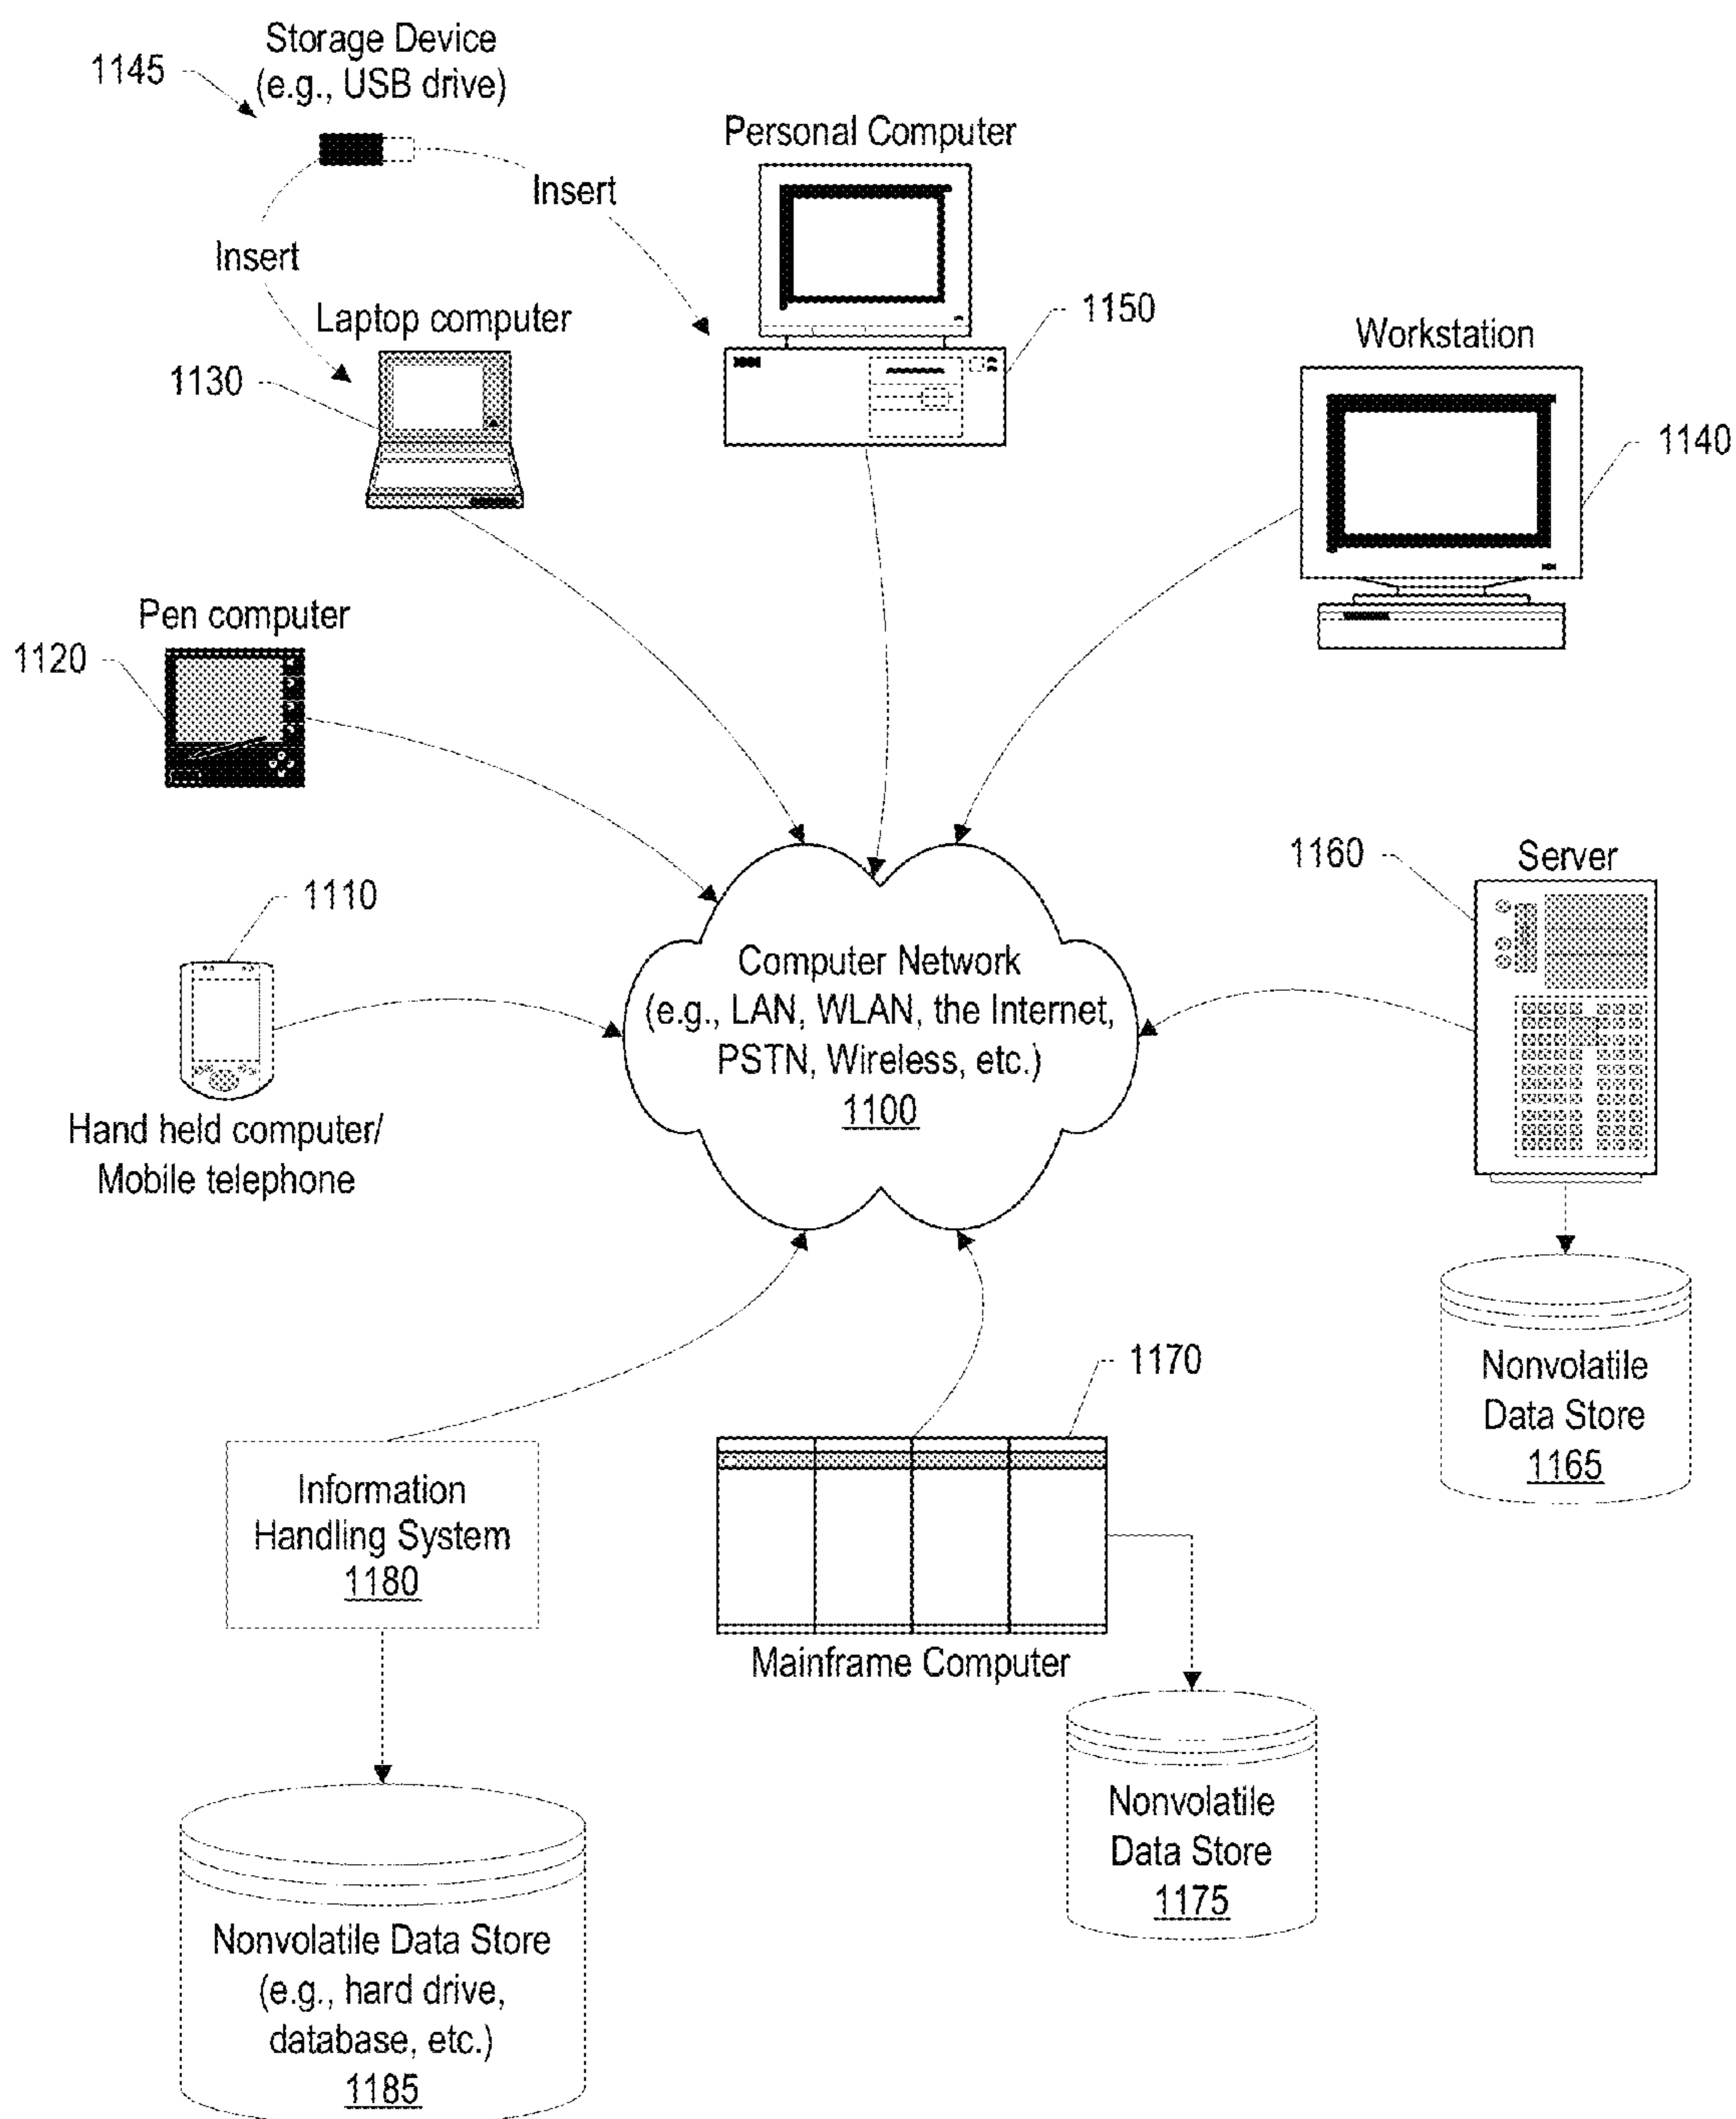 Storage Device
(e.g., USB drive)
1145
Personal Computer
Insert
Insert
1150
Laptop computer
1130
Workstation
1140
Pen computer
1120
1110
Hand held computer/
Mobile telephone
Computer Network
(e.g., LAN, WLAN, the Internet,
PSTN, Wireless, etc.)
1100
1160
Server
Nonvolatile
Data Store
1165
1170
Information
Handling System
1180
Mainframe Computer
Nonvolatile
Data Store
1175
Nonvolatile Data Store
(e.g., hard drive,
database, etc.)
1185